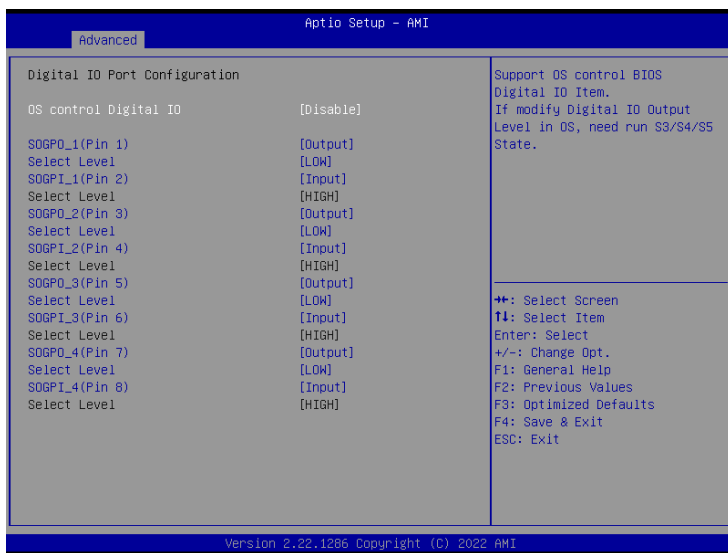 Aptio Setup – AMI
Advanced
Digital IO Port Configuration
OS control Digital IO [Disable]
SOGPO_1(Pin 1) [Output]
Select Level [LOW]
SOGPI_1(Pin 2) [Input]
Select Level [HIGH]
SOGPO_2(Pin 3) [Output]
Select Level [LOW]
SOGPI_2(Pin 4) [Input]
Select Level [HIGH]
SOGPO_3(Pin 5) [Output]
Select Level [LOW]
SOGPI_3(Pin 6) [Input]
Select Level [HIGH]
SOGPO_4(Pin 7) [Output]
Select Level [LOW]
SOGPI_4(Pin 8) [Input]
Select Level [HIGH]
Support OS control BIOS
Digital IO Item.
If modify Digital IO Output
Level in OS, need run S3/S4/S5
State.
→←: Select Screen
↑↓: Select Item
Enter: Select
+/-: Change Opt.
F1: General Help
F2: Previous Values
F3: Optimized Defaults
F4: Save & Exit
ESC: Exit
Version 2.22.1286 Copyright (C) 2022 AMI